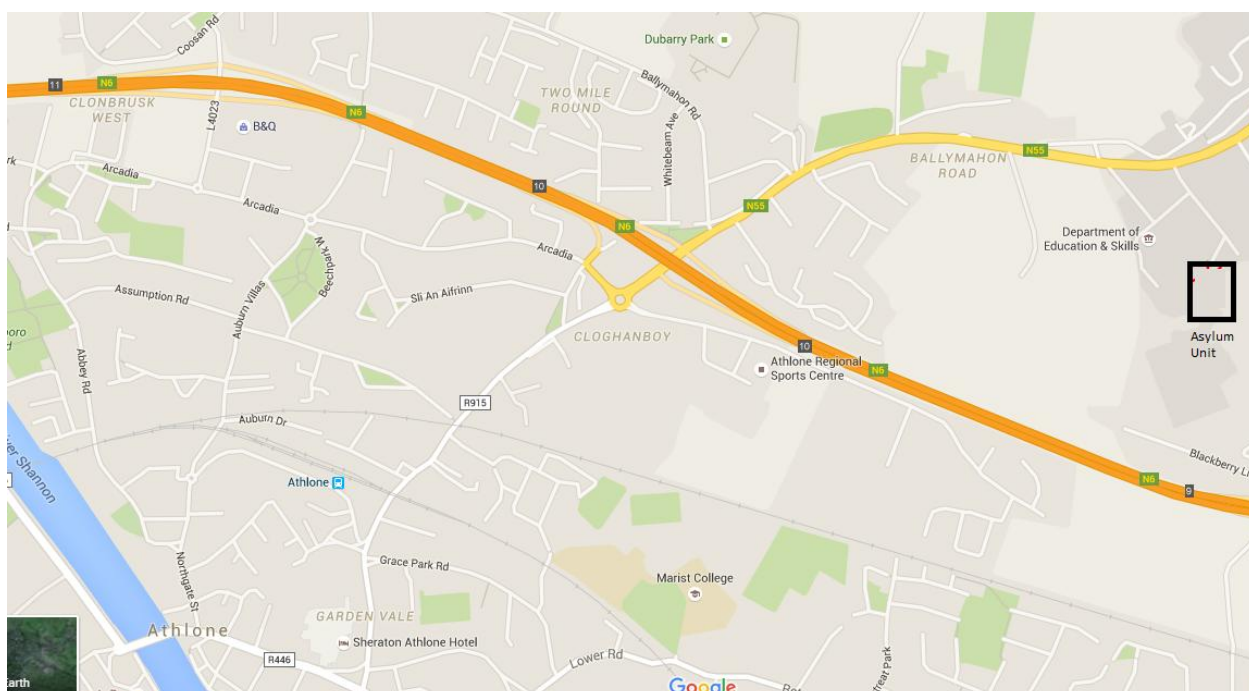 Coosan Rd
Dubarry Park
11
N6
CLONBRUSK
WEST
L4023
B&Q
N6
TWO MILE
ROUND
Ballymahon Rd
Whitebeam Ave
N55
BALLYMAHON
ROAD
Arcadia
10
Arcadia
N6
N55
Department of
Education & Skills
Arcadia
Beechpark W
Assumption Rd
Auburn Villas
Sli An Aifrinn
CLOGHANBOY
Asylum
Unit
10
Athlone Regional
Sports Centre
N6
Abbey Rd
R915
Auburn Dr
Blackberry
Shannon
Athlone
N6
9
Northgate St
Grace Park Rd
Marist College
GARDEN VALE
Athlone
Sheraton Athlone Hotel
R446
Lower Rd
Google
Park
Earth